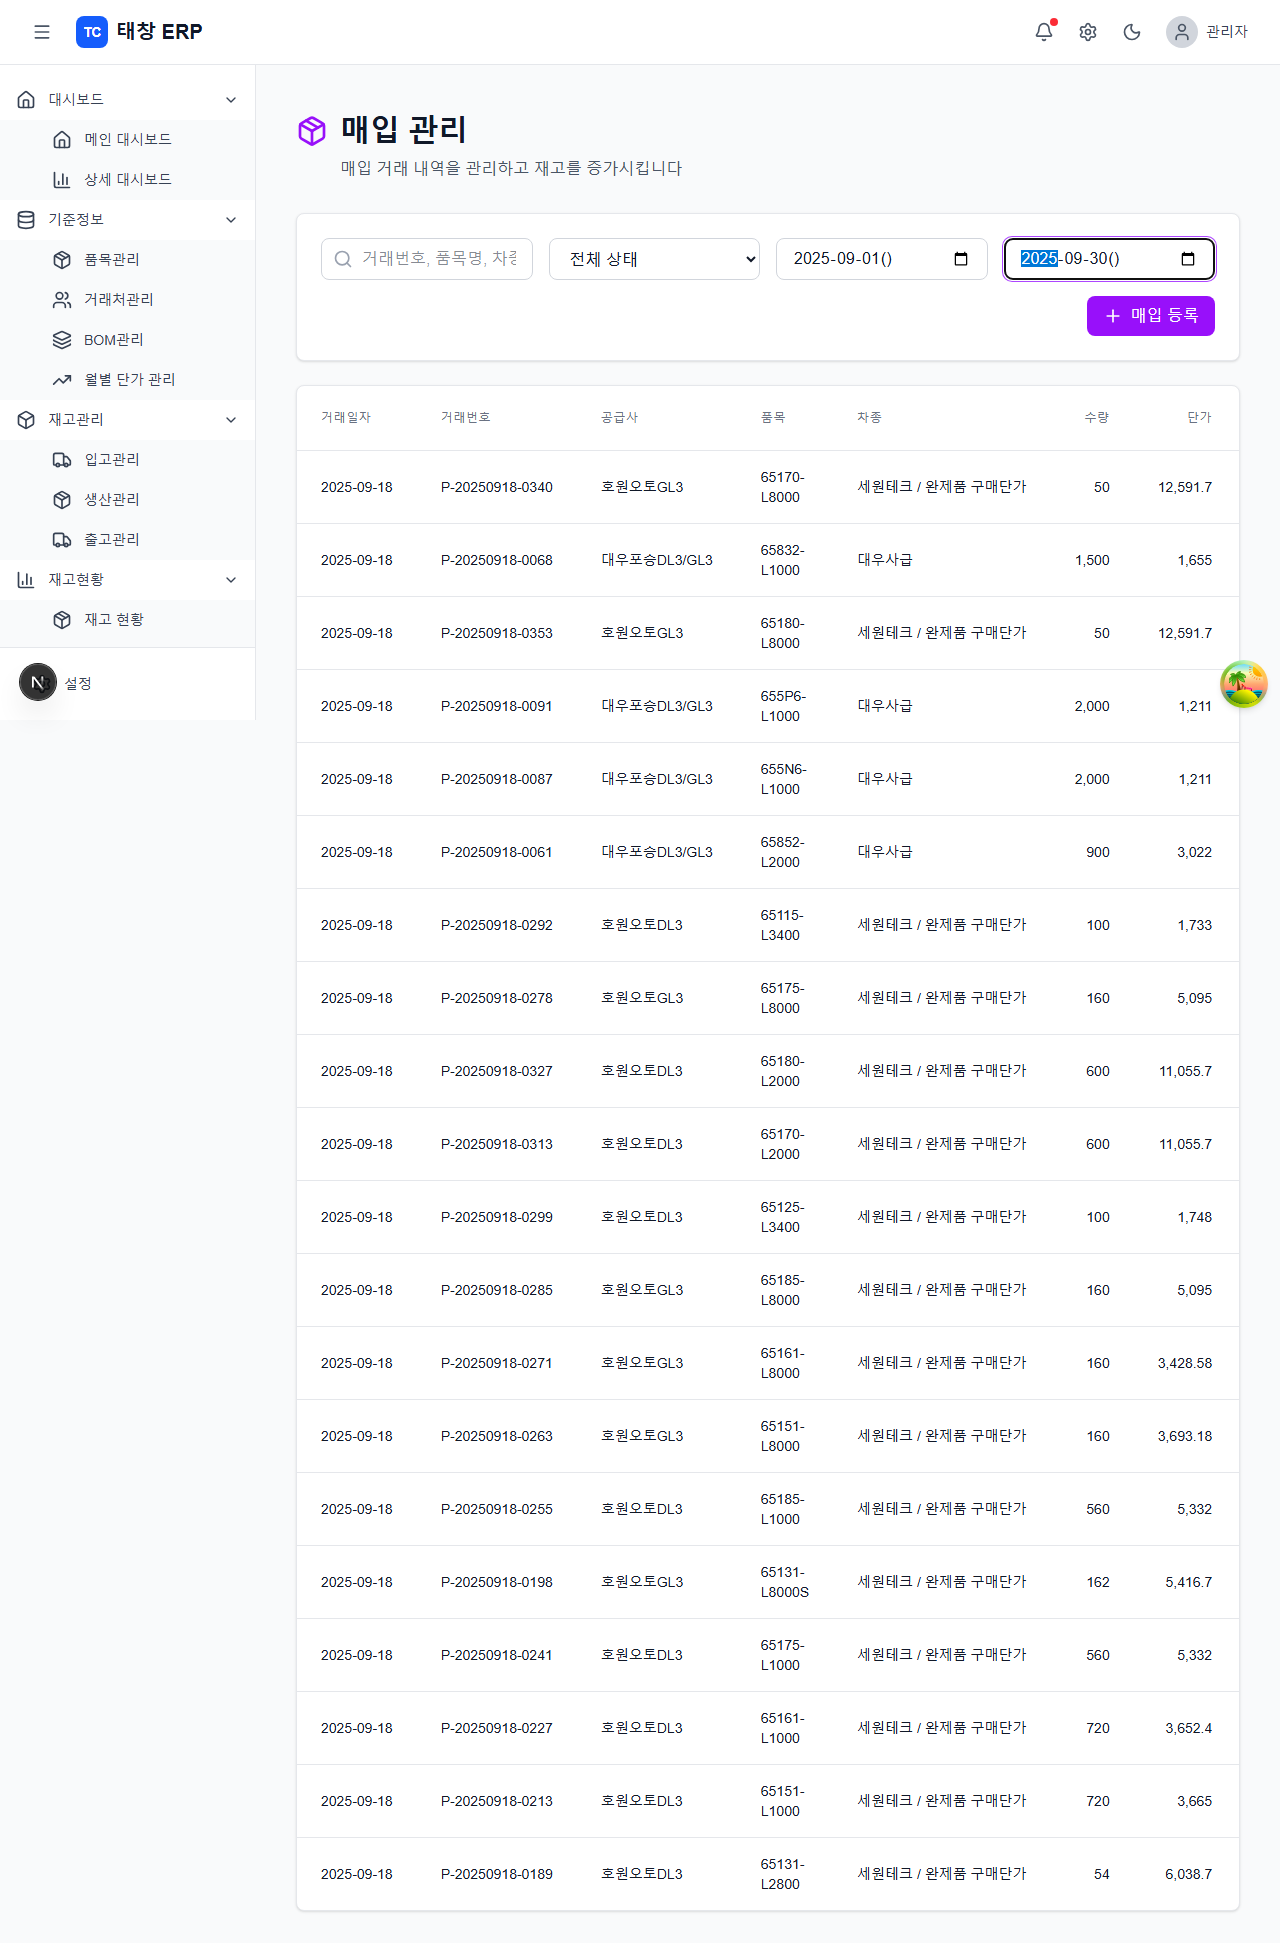 TC 태창 ERP
관리자
대시보드
메인 대시보드
상세 대시보드
기준정보
품목관리
거래처관리
BOM관리
월별 단가 관리
재고관리
입고관리
생산관리
출고관리
재고현황
재고 현황
N 설정
매입 관리
매입 거래 내역을 관리하고 재고를 증가시킵니다
거래번호, 품목명, 차종 전체 상태 2025-09-01() 2025-09-30()
매입 등록
거래일자 거래번호 공급사 품목 차종 수량 단가
2025-09-18 P-20250918-0340 호원오토GL3 65170-L8000 세원테크 / 완제품 구매단가 50 12,591.7
2025-09-18 P-20250918-0068 대우포승DL3/GL3 65832-L1000 대우사급 1,500 1,655
2025-09-18 P-20250918-0353 호원오토GL3 65180-L8000 세원테크 / 완제품 구매단가 50 12,591.7
2025-09-18 P-20250918-0091 대우포승DL3/GL3 655P6-L1000 대우사급 2,000 1,211
2025-09-18 P-20250918-0087 대우포승DL3/GL3 655N6-L1000 대우사급 2,000 1,211
2025-09-18 P-20250918-0061 대우포승DL3/GL3 65852-L2000 대우사급 900 3,022
2025-09-18 P-20250918-0292 호원오토DL3 65115-L3400 세원테크 / 완제품 구매단가 100 1,733
2025-09-18 P-20250918-0278 호원오토GL3 65175-L8000 세원테크 / 완제품 구매단가 160 5,095
2025-09-18 P-20250918-0327 호원오토DL3 65180-L2000 세원테크 / 완제품 구매단가 600 11,055.7
2025-09-18 P-20250918-0313 호원오토DL3 65170-L2000 세원테크 / 완제품 구매단가 600 11,055.7
2025-09-18 P-20250918-0299 호원오토DL3 65125-L3400 세원테크 / 완제품 구매단가 100 1,748
2025-09-18 P-20250918-0285 호원오토GL3 65185-L8000 세원테크 / 완제품 구매단가 160 5,095
2025-09-18 P-20250918-0271 호원오토GL3 65161-L8000 세원테크 / 완제품 구매단가 160 3,428.58
2025-09-18 P-20250918-0263 호원오토GL3 65151-L8000 세원테크 / 완제품 구매단가 160 3,693.18
2025-09-18 P-20250918-0255 호원오토DL3 65185-L1000 세원테크 / 완제품 구매단가 560 5,332
2025-09-18 P-20250918-0198 호원오토GL3 65131-L8000S 세원테크 / 완제품 구매단가 162 5,416.7
2025-09-18 P-20250918-0241 호원오토DL3 65175-L1000 세원테크 / 완제품 구매단가 560 5,332
2025-09-18 P-20250918-0227 호원오토DL3 65161-L1000 세원테크 / 완제품 구매단가 720 3,652.4
2025-09-18 P-20250918-0213 호원오토DL3 65151-L1000 세원테크 / 완제품 구매단가 720 3,665
2025-09-18 P-20250918-0189 호원오토DL3 65131-L2800 세원테크 / 완제품 구매단가 54 6,038.7